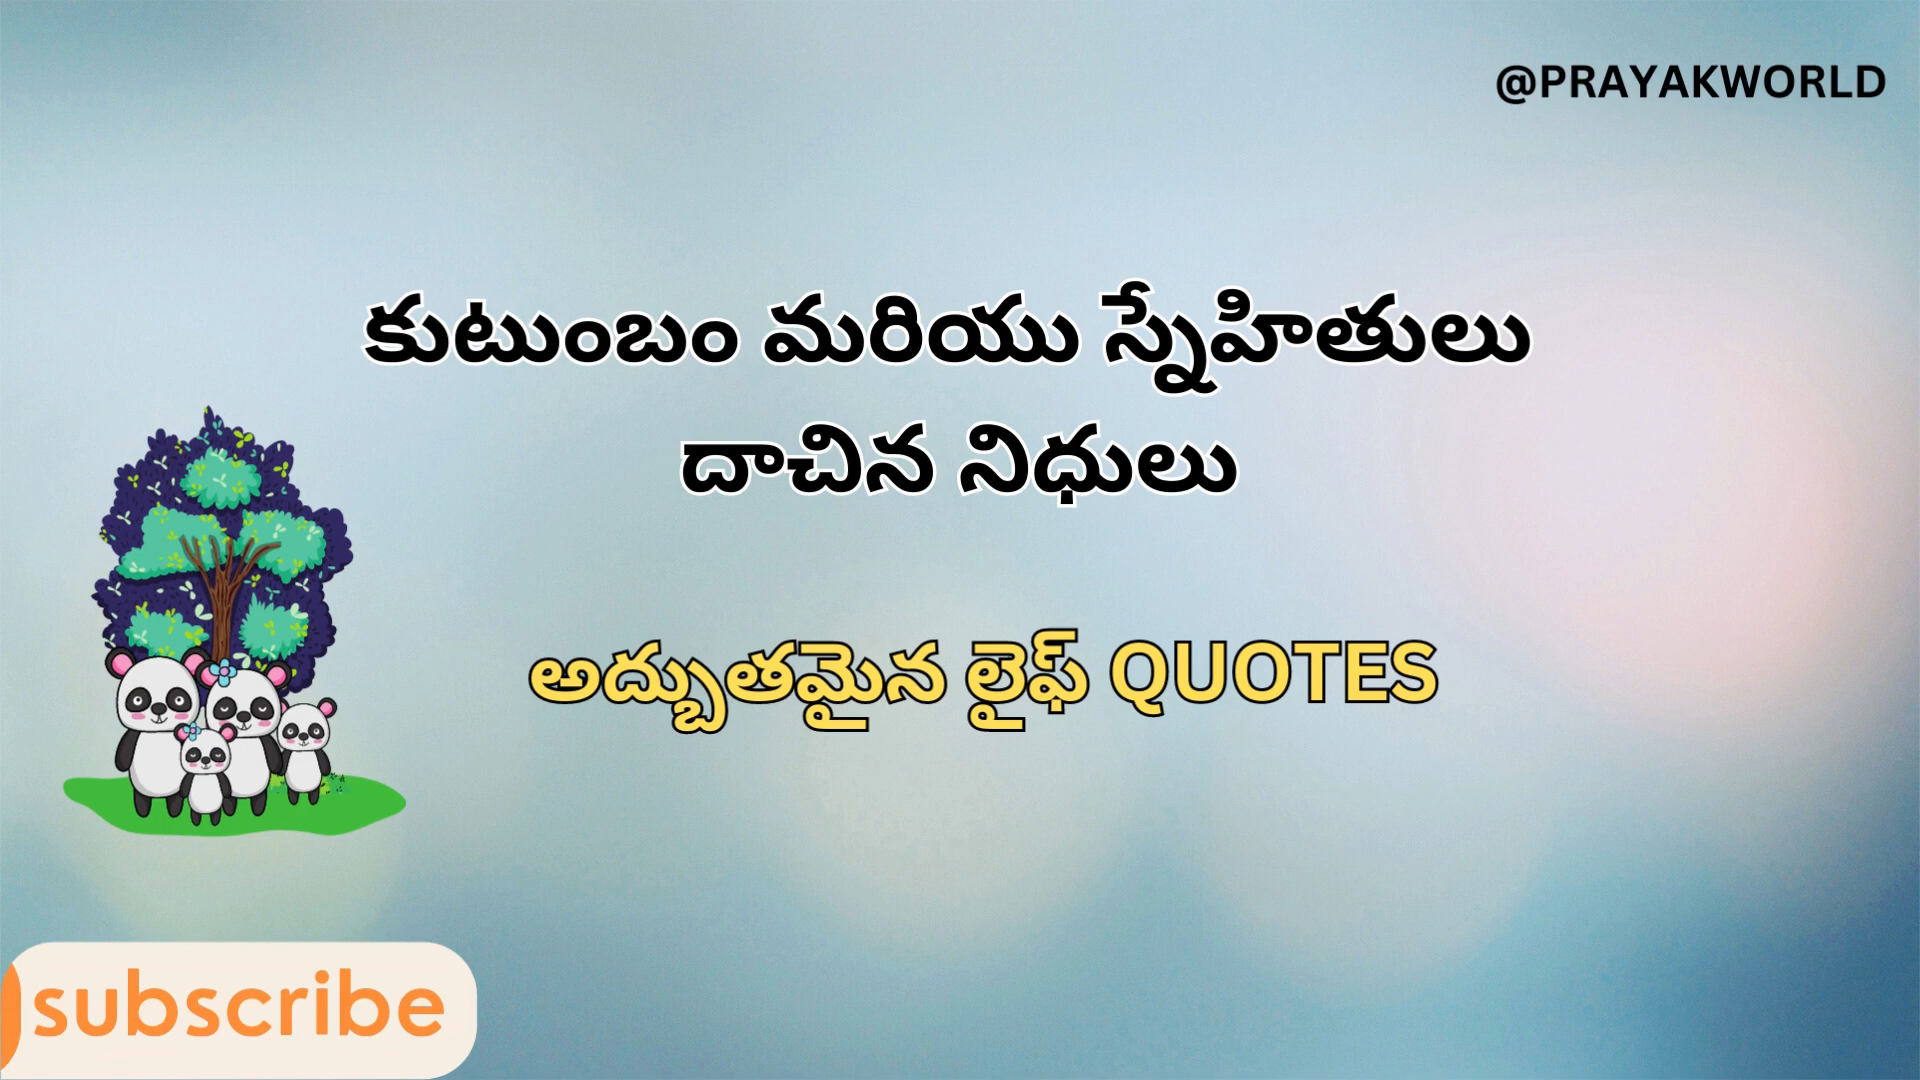 @PRAYAKWORLD
కుటుంబం మరియు స్నేహితులు
దాచిన నిధులు
అద్బుతమైన లైఫ్ QUOTES
subscribe